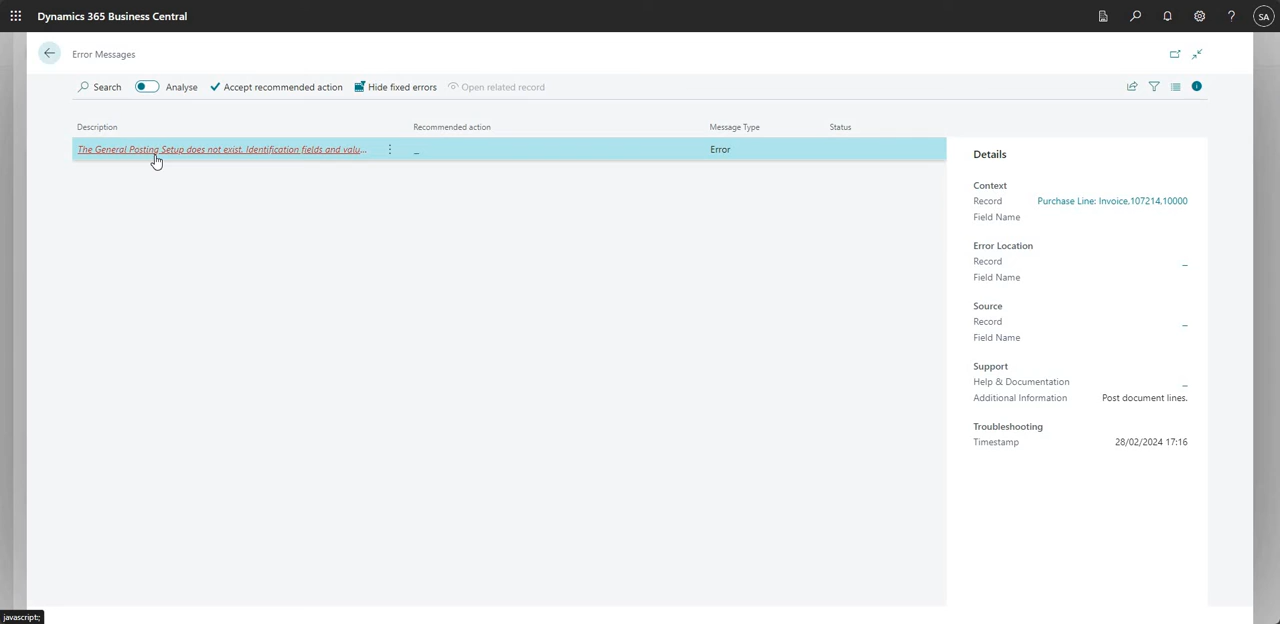 Dynamics 365 Business Central
SA
Error Messages
Search Analyse Accept recommended action Hide fixed errors Open related record
Description Recommended action Message Type Status
The General Posting Setup does not exist. Identification fields and valu... _ Error
Details
Context
Record Purchase Line: Invoice,107214,10000
Field Name
Error Location
Record _
Field Name
Source
Record _
Field Name
Support
Help & Documentation _
Additional Information Post document lines.
Troubleshooting
Timestamp 28/02/2024 17:16
javascript:;